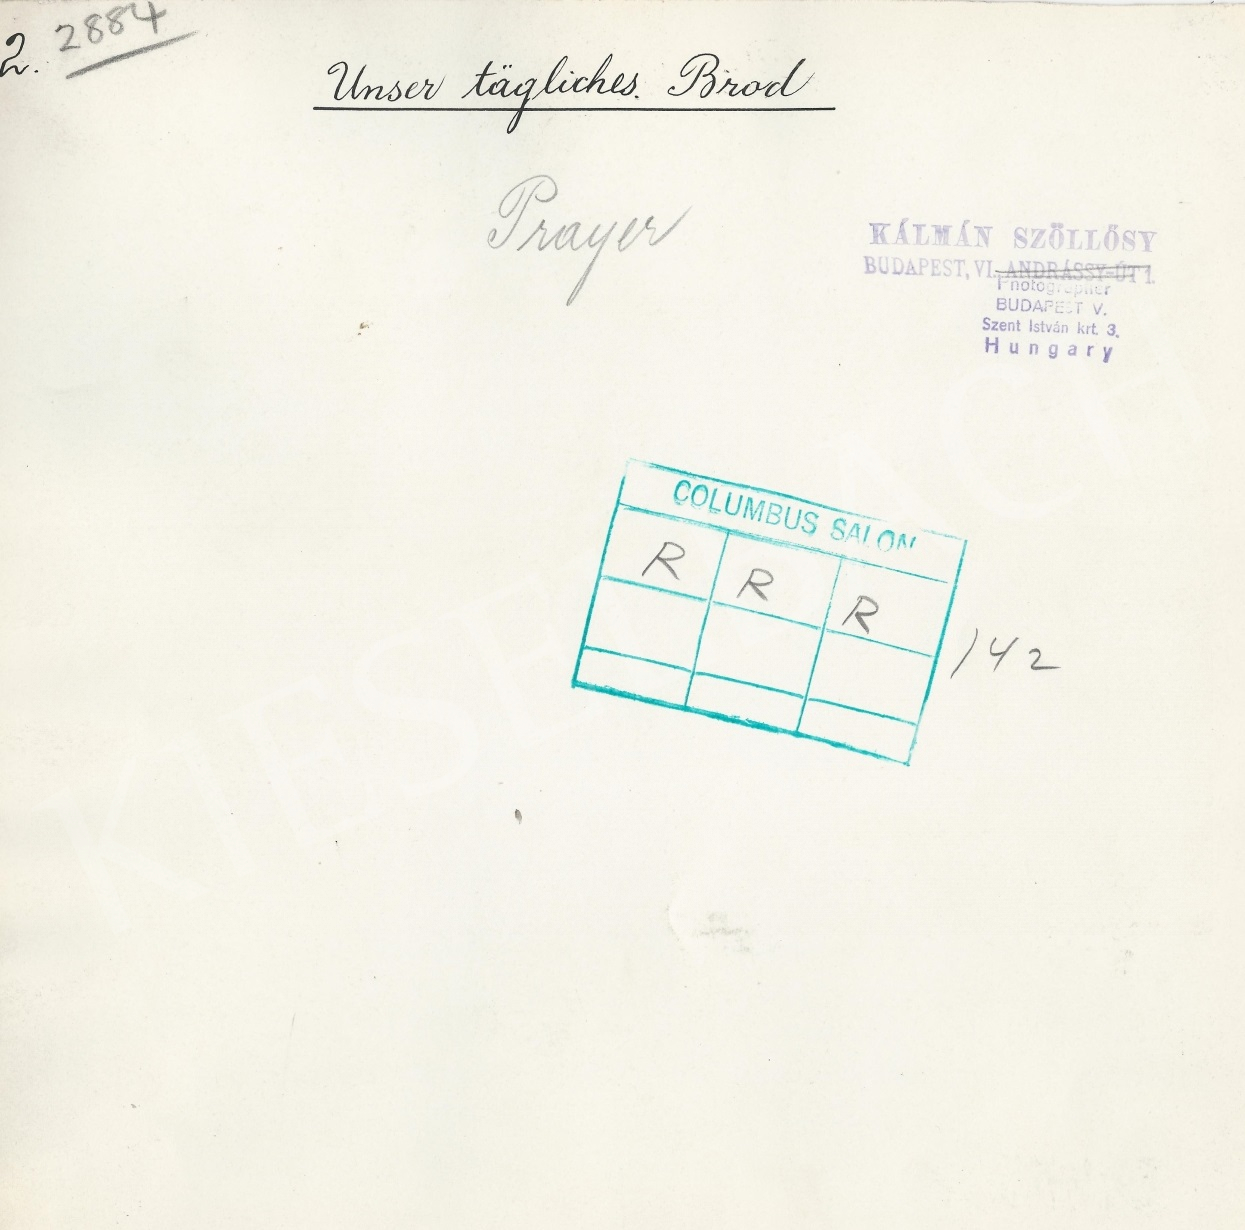 2.
2884
Unser tägliches. Brod
Prayer
KÁLMÁN SZŐLLŐSY
BUDAPEST, VI. ANDRÁSSY-ÚT 1.
Photographer
BUDAPEST V.
Szent István krt. 3.
Hungary
COLUMBUS SALON
R R R
142